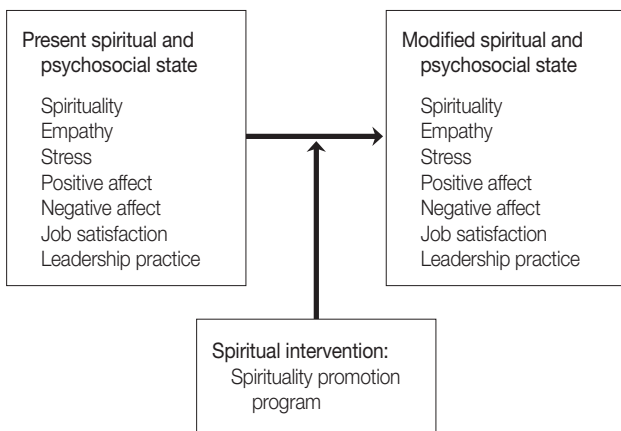 Present spiritual and
psychosocial state
Spirituality
Empathy
Stress
Positive affect
Negative affect
Job satisfaction
Leadership practice
Modified spiritual and
psychosocial state
Spirituality
Empathy
Stress
Positive affect
Negative affect
Job satisfaction
Leadership practice
Spiritual intervention:
Spirituality promotion
program